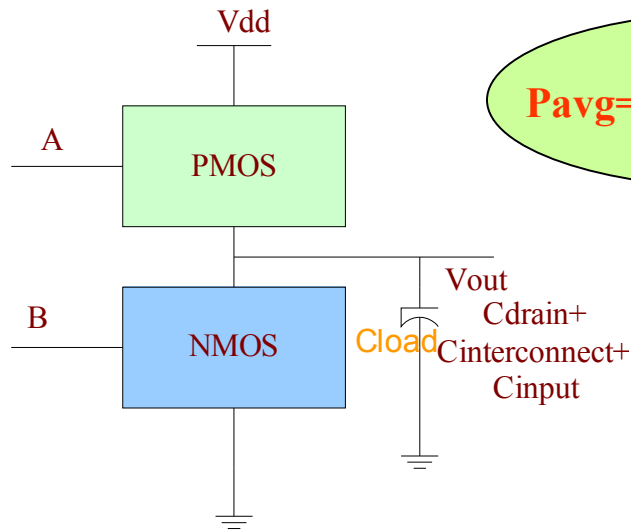 Vdd
Pavg=
A
PMOS
Vout
B
Cdrain+
NMOS
Cload
Cinterconnect+
Cinput